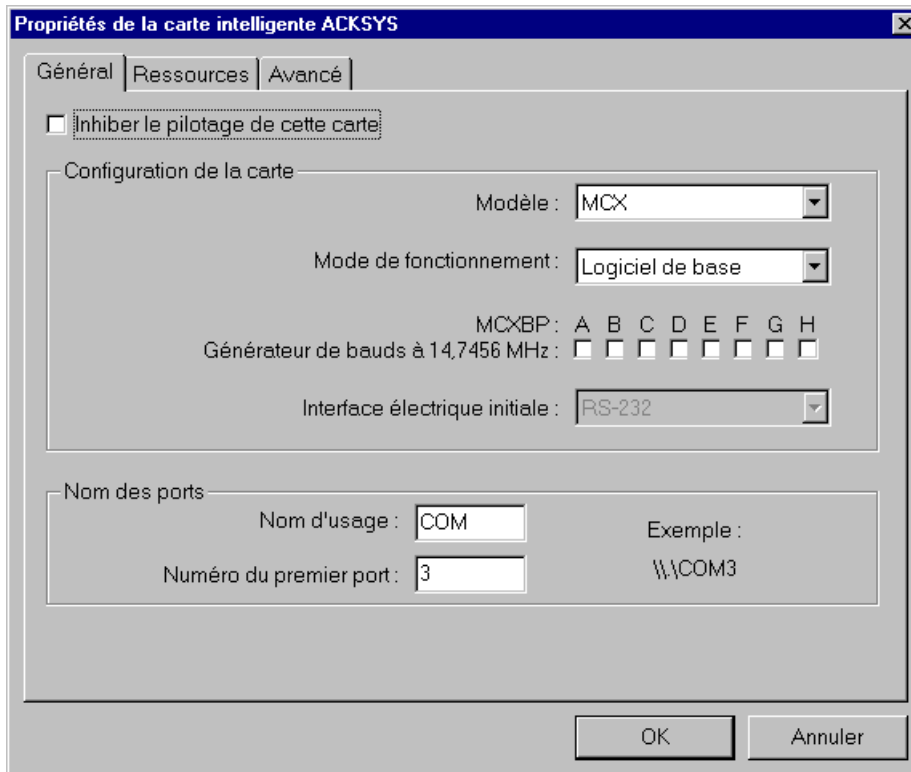 Propriétés de la carte intelligente ACKSYS
Général Ressources Avancé
Inhiber le pilotage de cette carte
Configuration de la carte
Modèle : MCX
Mode de fonctionnement : Logiciel de base
MCXBP : A B C D E F G H
Générateur de bauds à 14,7456 MHz :
Interface électrique initiale : RS-232
Nom des ports
Nom d'usage : COM Exemple :
Numéro du premier port : 3 \\.\COM3
OK Annuler